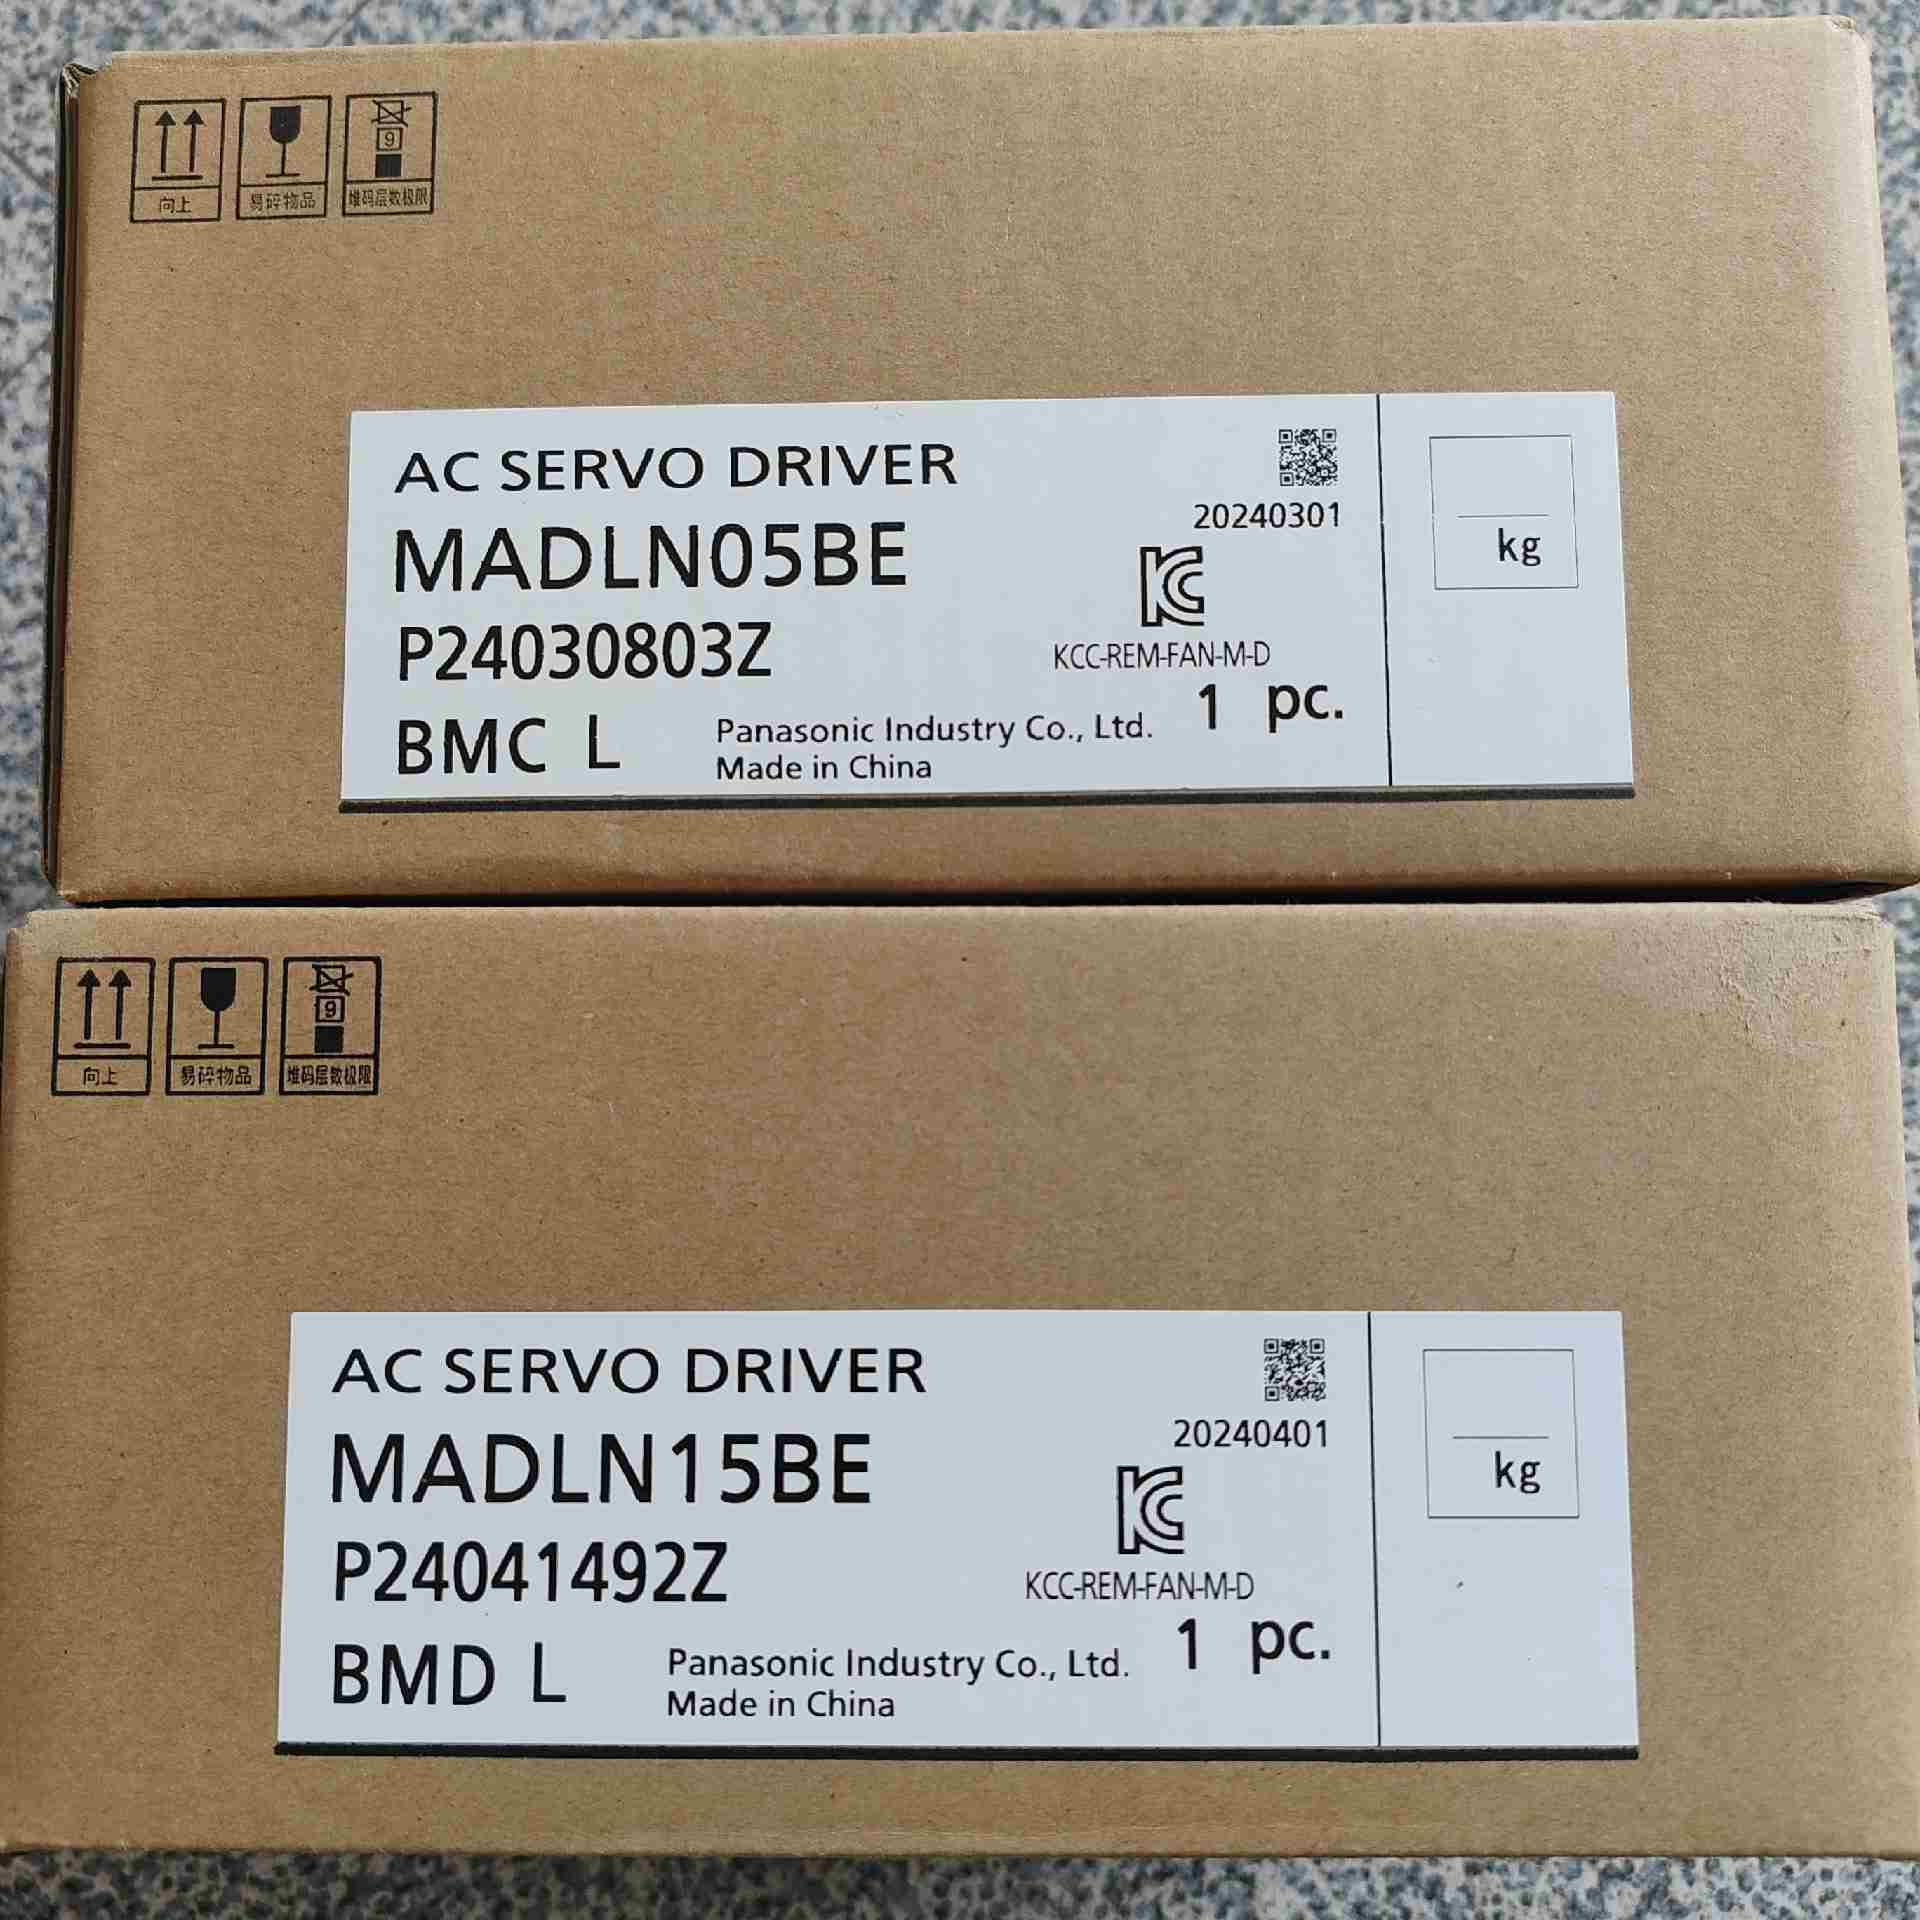 9
向上
易碎物品
堆码层数极限
AC SERVO DRIVER
20240301
MADLN05BE
kg
P24030803Z
KCC-REM-FAN-M-D
1 pc.
BMC L
Panasonic Industry Co., Ltd.
Made in China
9
向上
易碎物品
堆码层数极限
AC SERVO DRIVER
20240401
MADLN15BE
kg
P24041492Z
KCC-REM-FAN-M-D
1 pc.
BMD L
Panasonic Industry Co., Ltd.
Made in China